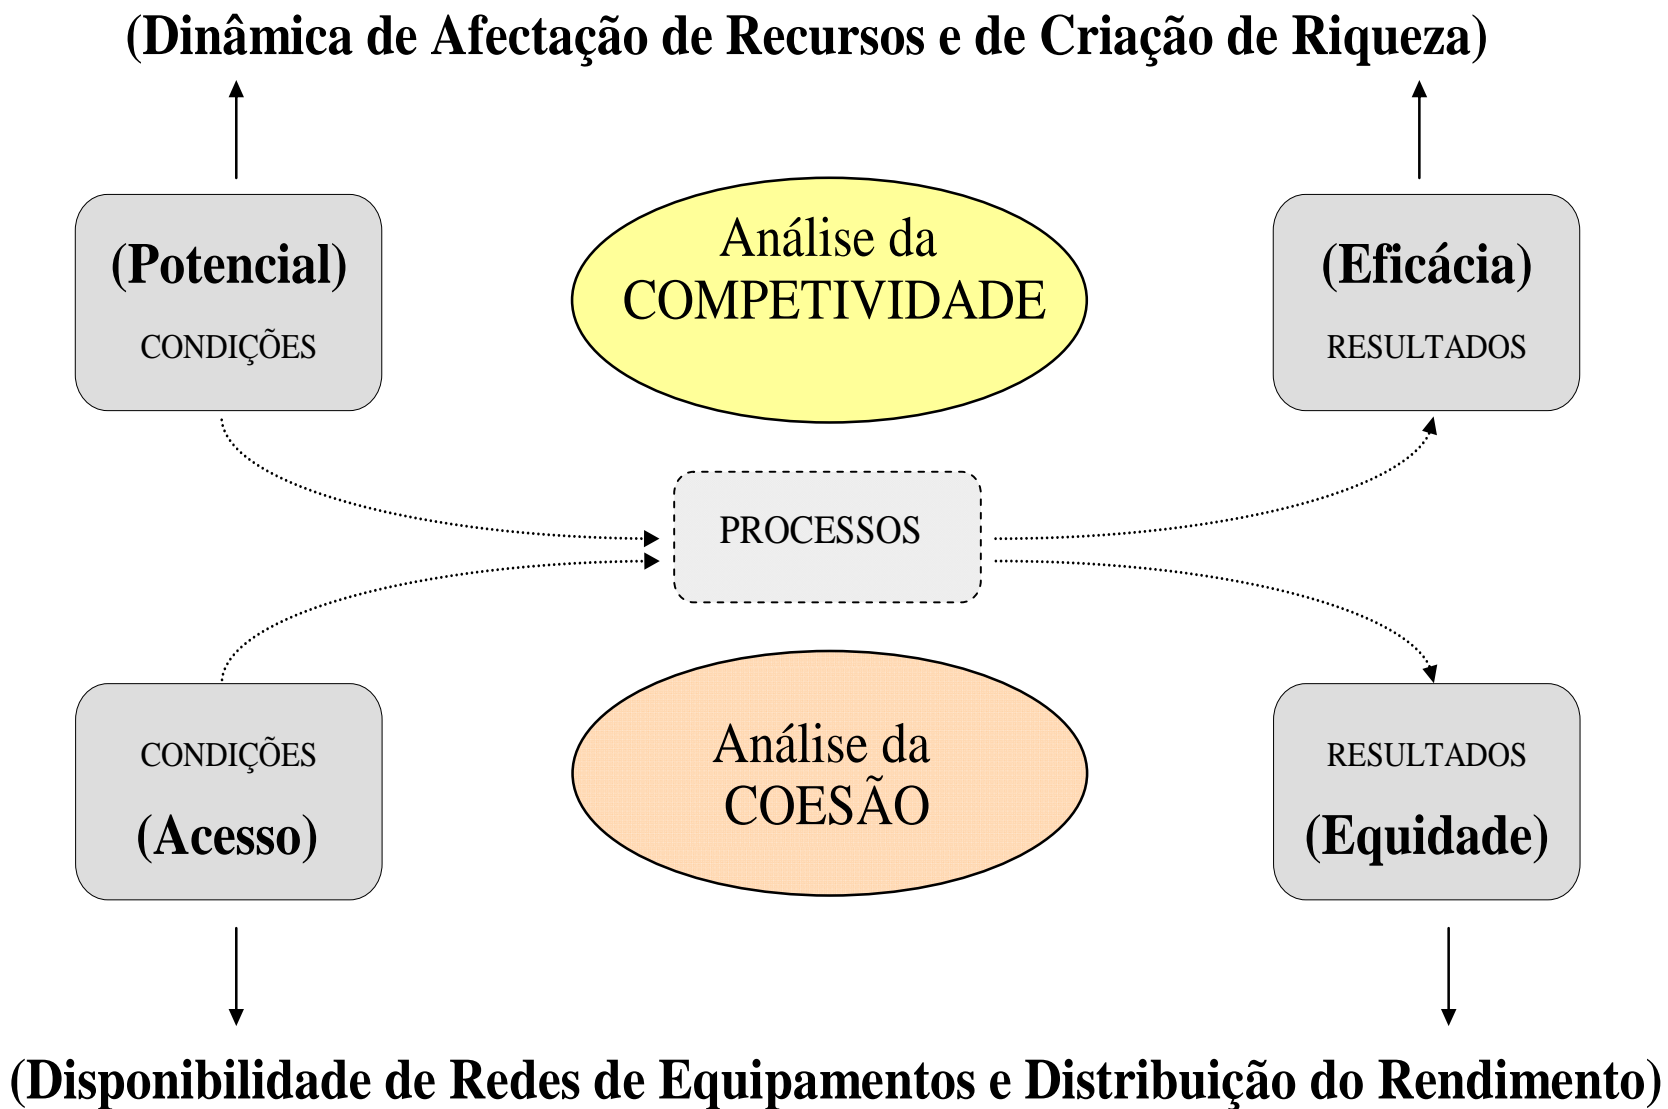 (Dinâmica de Afectação de Recursos e de Criação de Riqueza)
(Potencial)
CONDIÇÕES
Análise da
COMPETIVIDADE
(Eficácia)
RESULTADOS
PROCESSOS
CONDIÇÕES
(Acesso)
Análise da
COESÃO
RESULTADOS
(Equidade)
(Disponibilidade de Redes de Equipamentos e Distribuição do Rendimento)